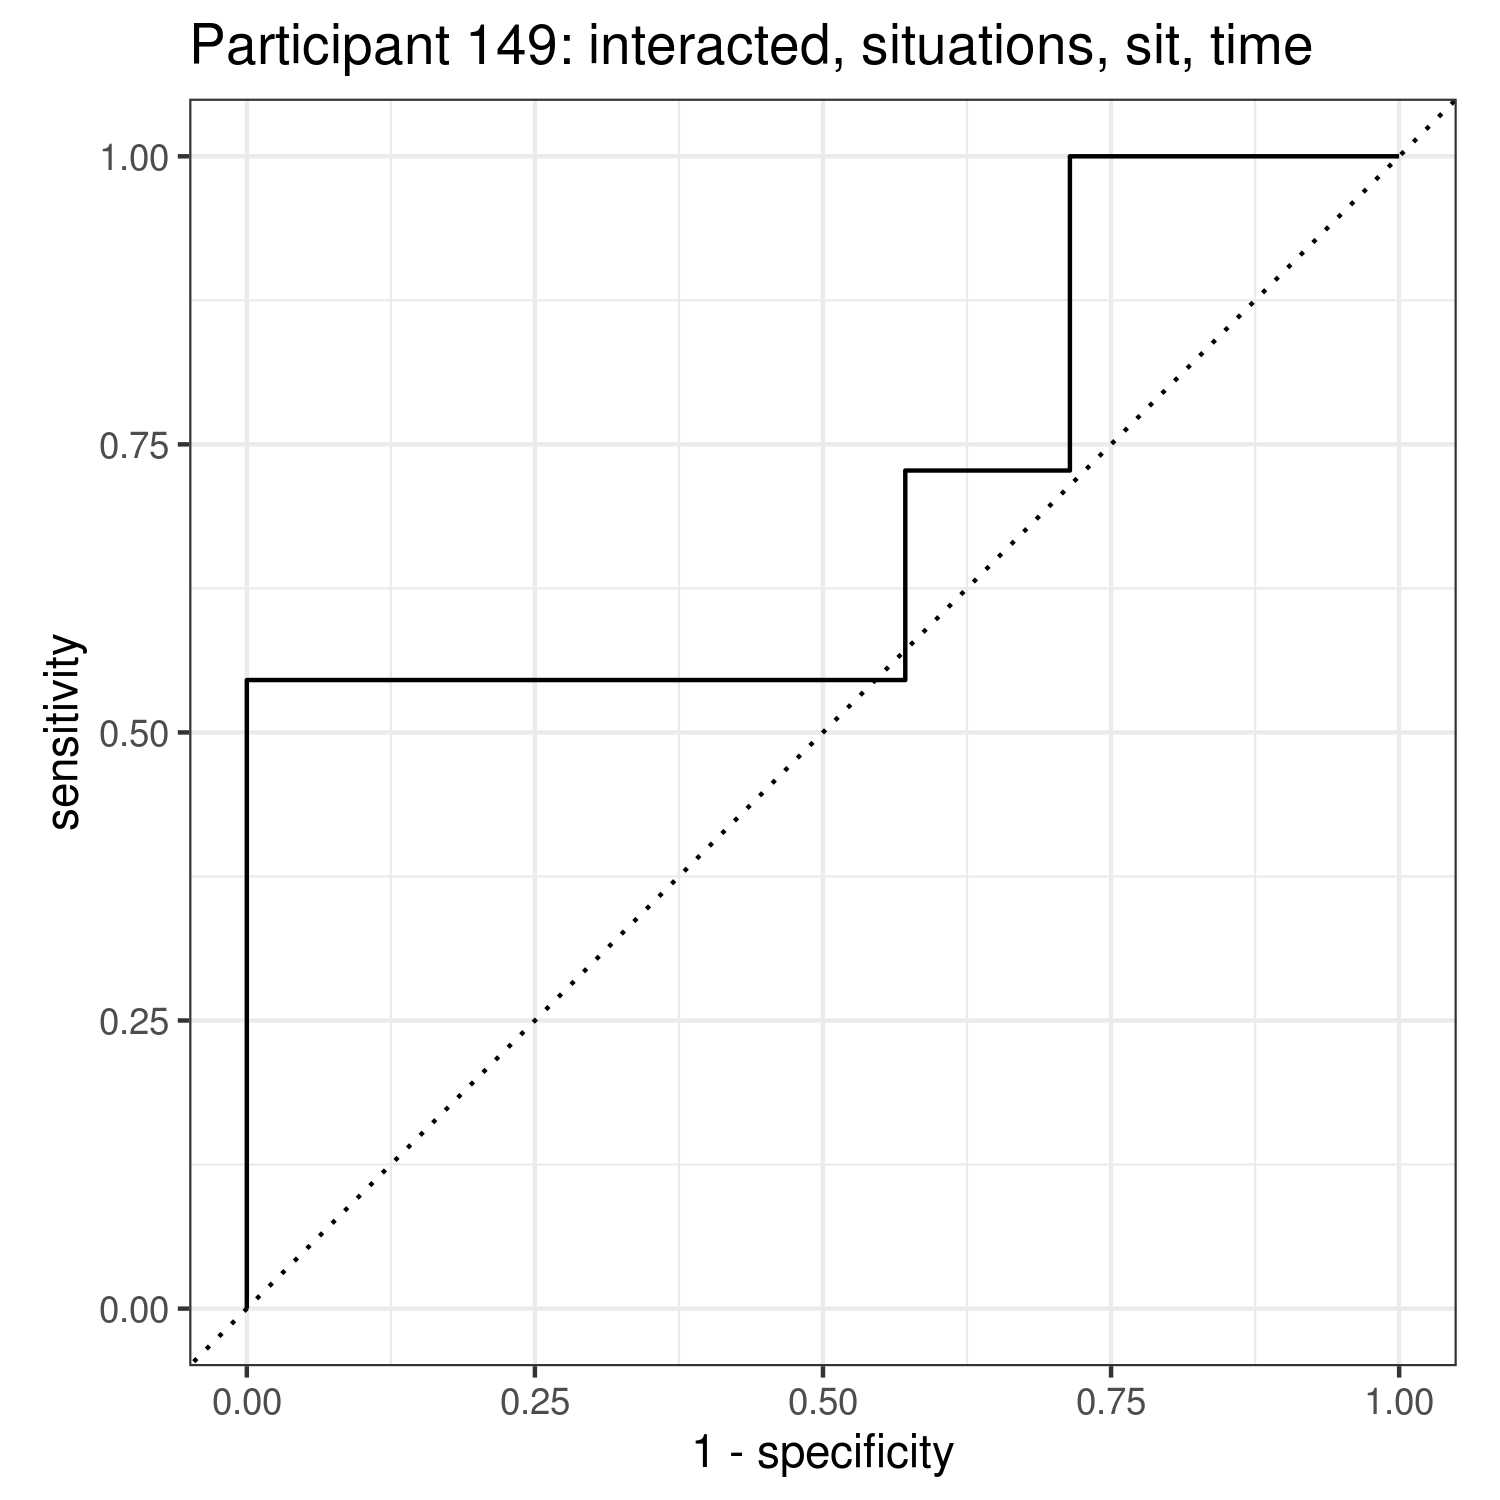 Participant 149: interacted, situations, sit, time
1.00
0.75
0.50
0.25
0.00
sensitivity
0.00 0.25 0.50 0.75 1.00
1 - specificity